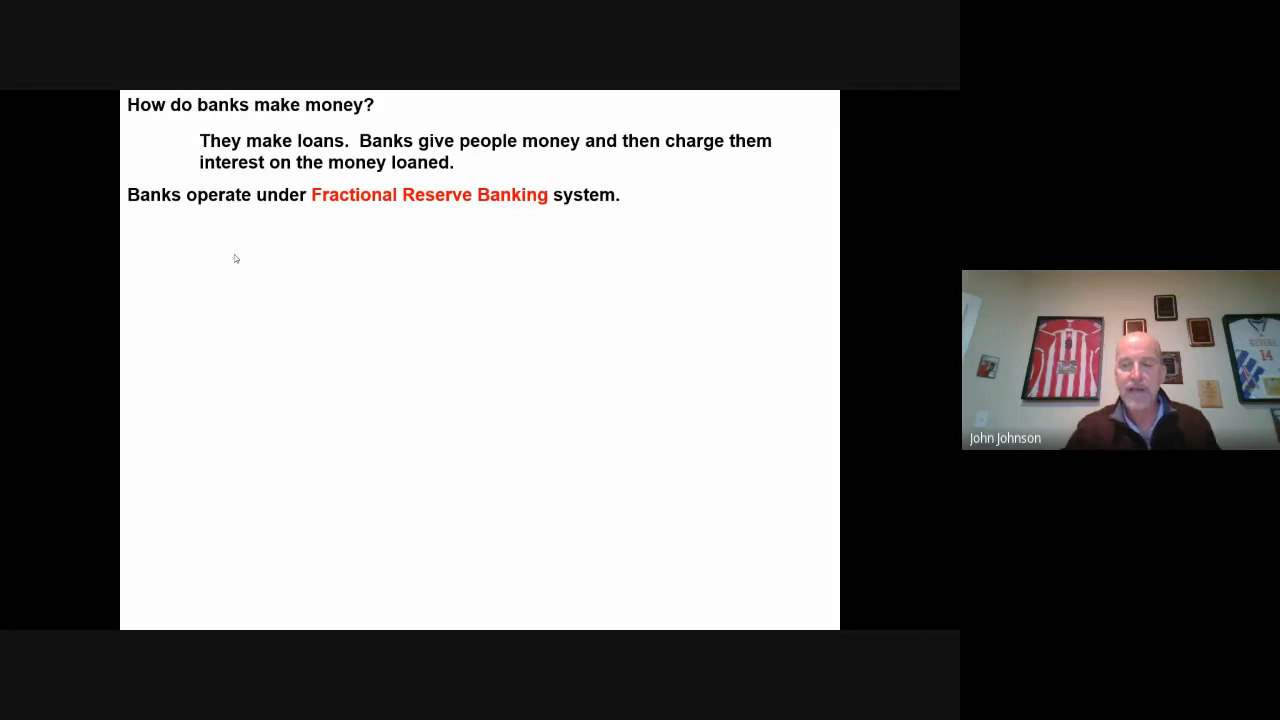 How do banks make money?
They make loans.  Banks give people money and then charge them
interest on the money loaned.
Banks operate under Fractional Reserve Banking system.
John Johnson
14